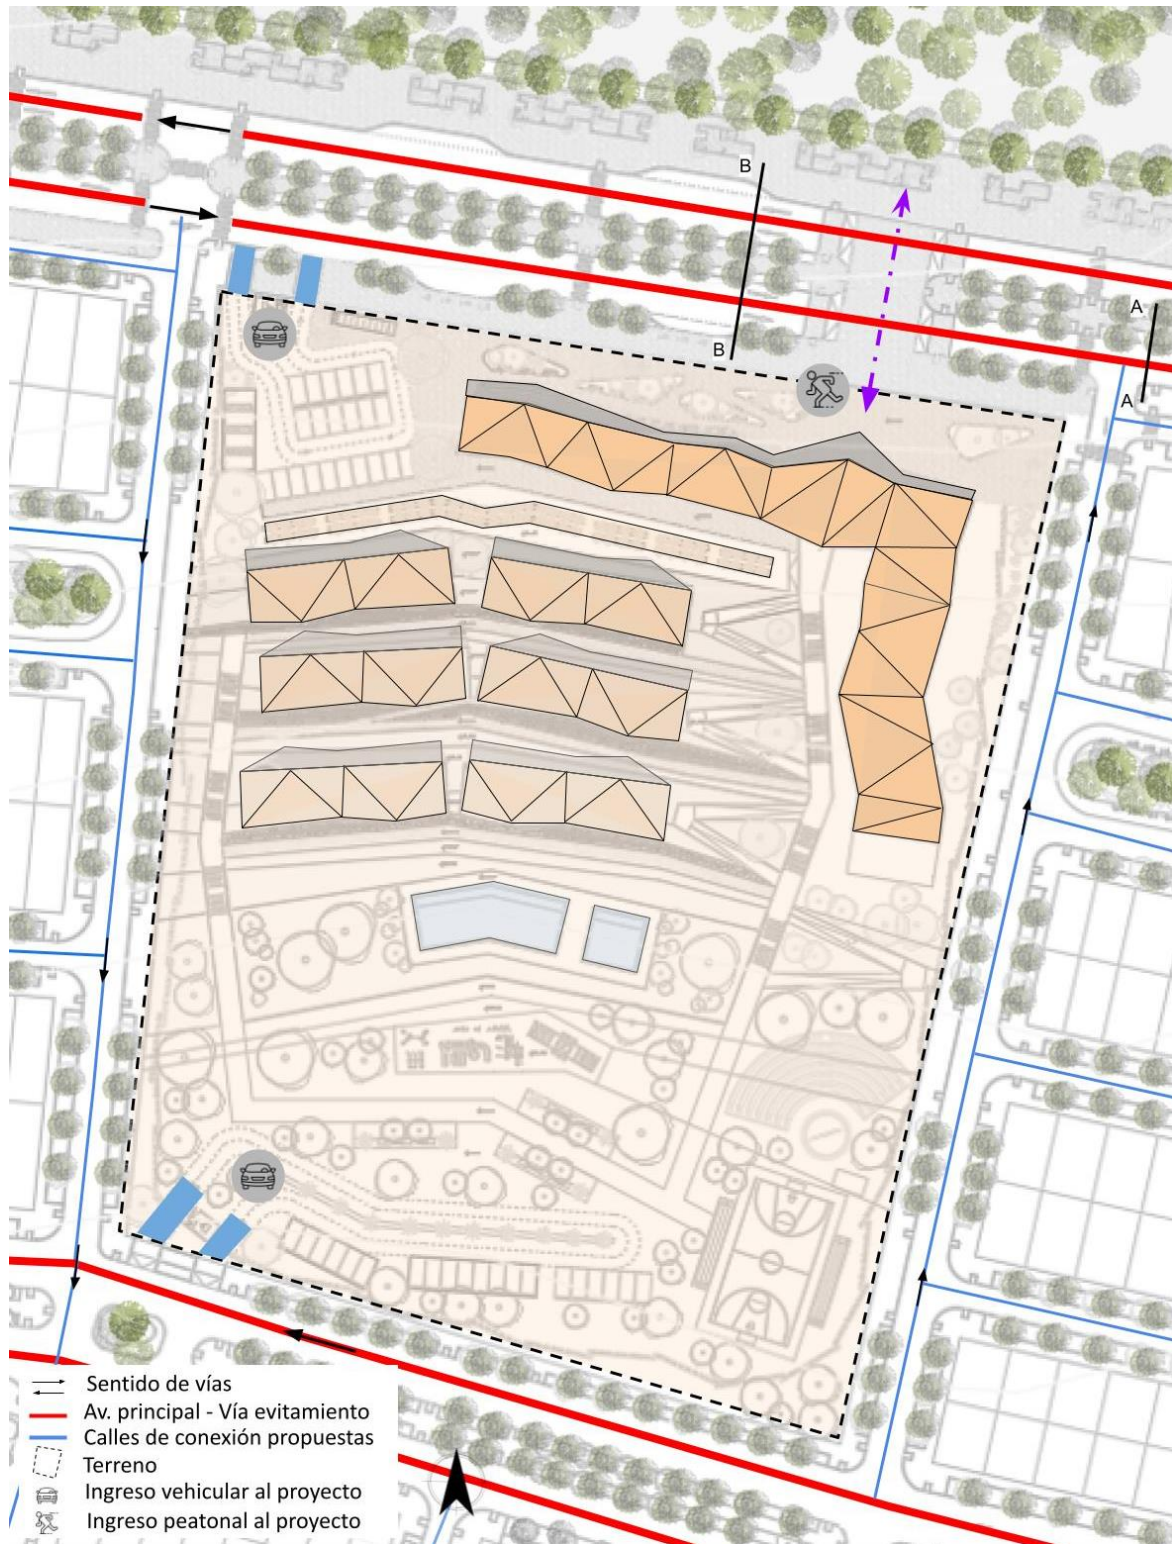 B
B
A
A
Sentido de vías
Av. principal - Vía evitamiento
Calles de conexión propuestas
Terreno
Ingreso vehicular al proyecto
Ingreso peatonal al proyecto